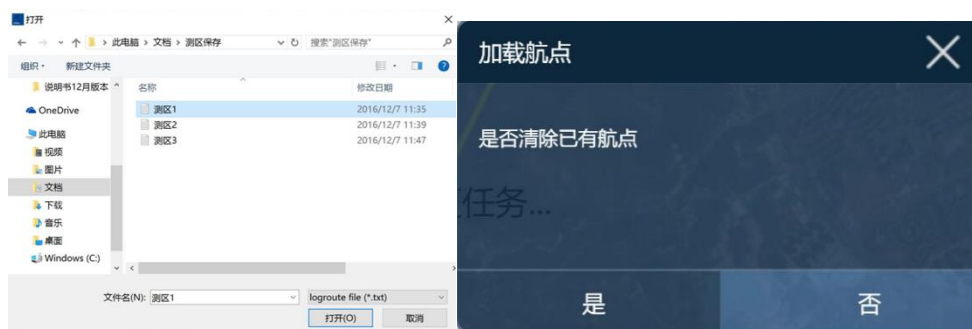 打开
此电脑 > 文档 > 测区保存
搜索"测区保存"
组织
新建文件夹
说明书12月版本
OneDrive
此电脑
视频
图片
文档
下载
音乐
桌面
Windows (C:)
名称
修改日期
测区1
2016/12/7 11:35
测区2
2016/12/7 11:39
测区3
2016/12/7 11:47
文件名(N):
测区1
logroute file (*.txt)
打开(O)
取消
加载航点
是否清除已有航点
任务...
是
否